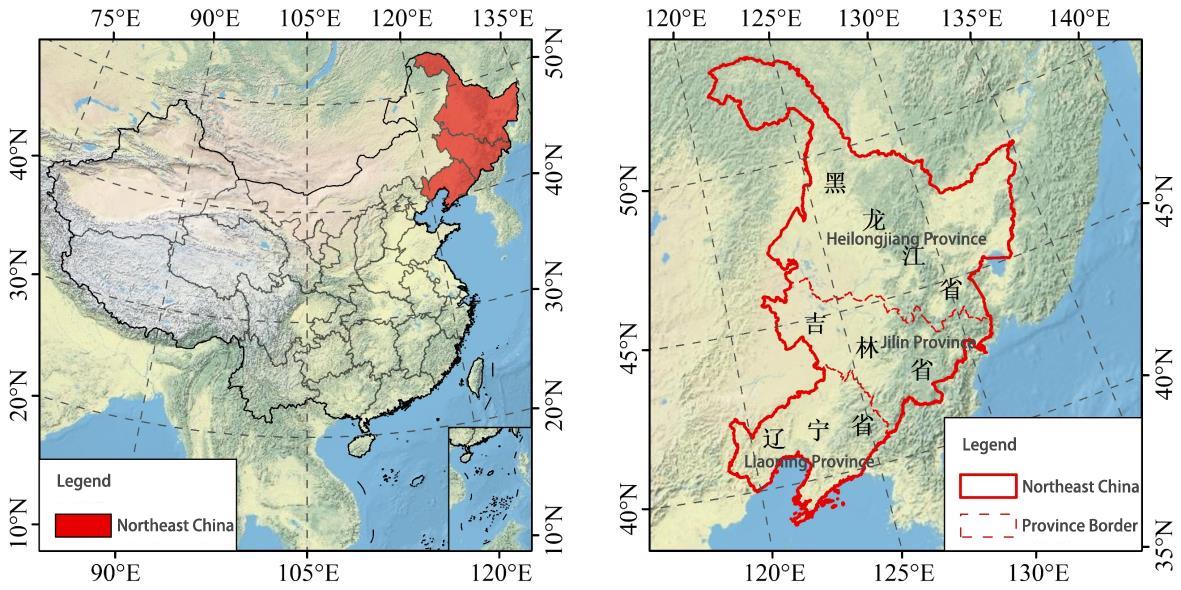 75°E 90°E 105°E 120°E 135°E
50°N
40°N
30°N
20°N
10°N
40°N
30°N
20°N
10°N
Legend
Northeast China
90°E 105°E 120°E
120°E 125°E 130°E 135°E 140°E
50°N
45°N
40°N
45°N
40°N
35°N
黑龙江省
Heilongjiang Province
吉林省
Jilin Province
辽宁省
Liaoning Province
Legend
Northeast China
Province Border
120°E 125°E 130°E